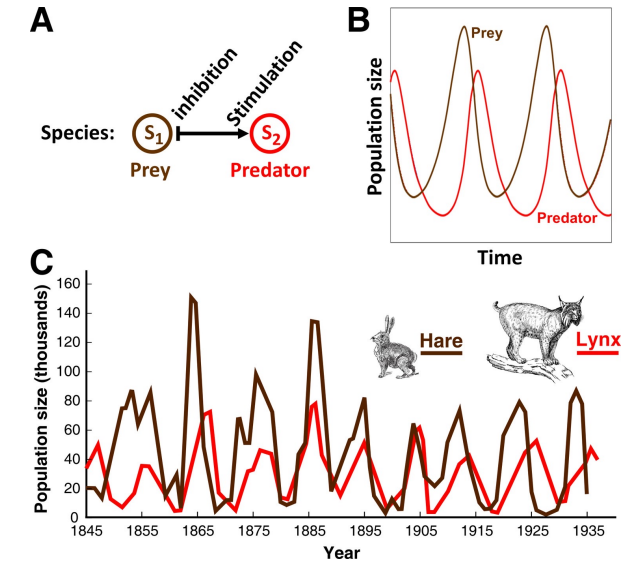 A
inhibition
Stimulation
Species:
S1
S2
Prey
Predator
B
Population size
Prey
Predator
Time
C
Population size (thousands)
160
140
120
100
80
60
40
20
0
Hare
Lynx
1845
1855
1865
1875
1885
1895
1905
1915
1925
1935
Year